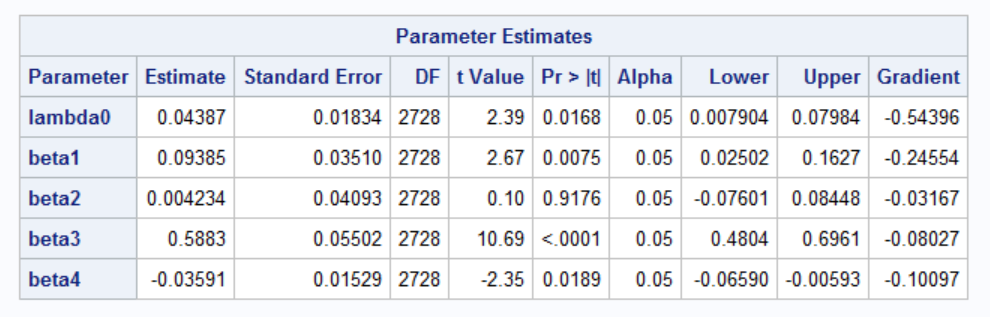 Parameter Estimates
Parameter Estimate Standard Error DF t Value Pr > |t| Alpha Lower Upper Gradient
lambda0 0.04387 0.01834 2728 2.39 0.0168 0.05 0.007904 0.07984 -0.54396
beta1 0.09385 0.03510 2728 2.67 0.0075 0.05 0.02502 0.1627 -0.24554
beta2 0.004234 0.04093 2728 0.10 0.9176 0.05 -0.07601 0.08448 -0.03167
beta3 0.5883 0.05502 2728 10.69 <.0001 0.05 0.4804 0.6961 -0.08027
beta4 -0.03591 0.01529 2728 -2.35 0.0189 0.05 -0.06590 -0.00593 -0.10097